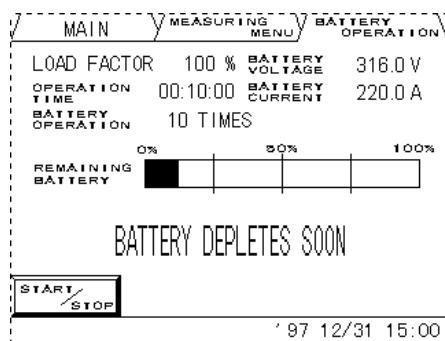 MAIN
MEASURING MENU
BATTERY OPERATION
LOAD FACTOR 100 % BATTERY VOLTAGE 316.0 V
OPERATION TIME 00:10:00 BATTERY CURRENT 220.0 A
BATTERY OPERATION 10 TIMES
0% 50% 100%
REMAINING BATTERY
BATTERY DEPLETES SOON
START/STOP
'97 12/31 15:00